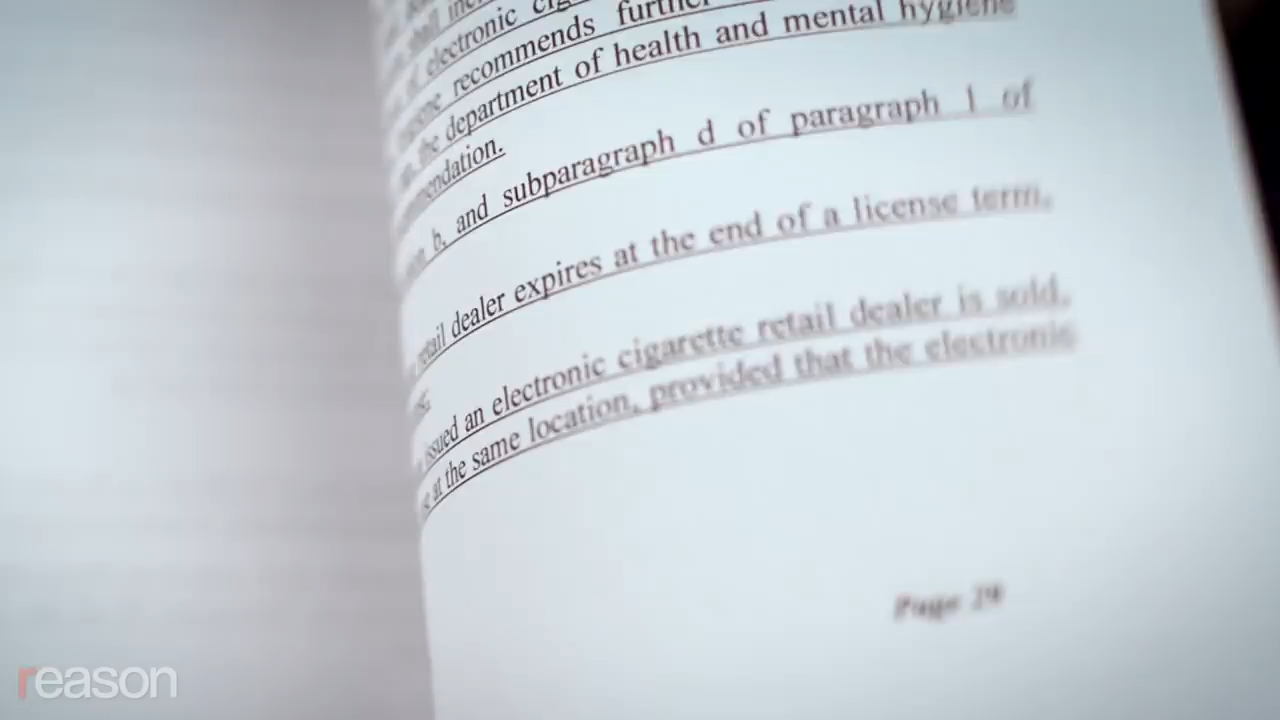 electronic
recommends further
the department of health and mental hygiene
b, and subparagraph d of paragraph 1 of
retail dealer expires at the end of a license term,
issued an electronic cigarette retail dealer is sold,
at the same location, provided that the electronic
Page 29
reason